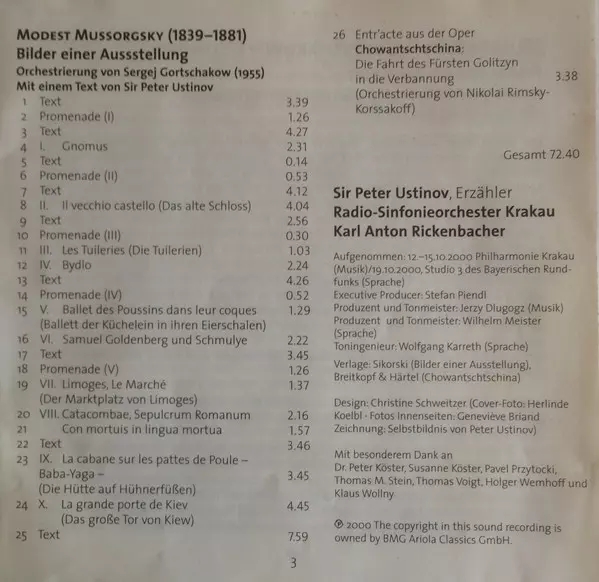 MODEST MUSSORGSKY (1839–1881)
Bilder einer Aussstellung
Orchestrierung von Sergej Gortschakow (1955)
Mit einem Text von Sir Peter Ustinov
1 Text 3.39
2 Promenade (I) 1.26
3 Text 4.27
4 I. Gnomus 2.31
5 Text 0.14
6 Promenade (II) 0.53
7 Text 4.12
8 II. Il vecchio castello (Das alte Schloss) 4.04
9 Text 2.56
10 Promenade (III) 0.30
11 III. Les Tuileries (Die Tuilerien) 1.03
12 IV. Bydlo 2.24
13 Text 4.26
14 Promenade (IV) 0.52
15 V. Ballet des Poussins dans leur coques 1.29
(Ballett der Küchelein in ihren Eierschalen)
16 VI. Samuel Goldenberg und Schmulye 2.22
17 Text 3.45
18 Promenade (V) 1.26
19 VII. Limoges, Le Marché 1.37
(Der Marktplatz von Limoges)
20 VIII. Catacombae, Sepulcrum Romanum 2.16
21 Con mortuis in lingua mortua 1.57
22 Text 3.46
23 IX. La cabane sur les pattes de Poule –
Baba-Yaga – 3.45
(Die Hütte auf Hühnerfüßen)
24 X. La grande porte de Kiev 4.45
(Das große Tor von Kiew)
25 Text 7.59
26 Entr'acte aus der Oper
Chowantschtschina:
Die Fahrt des Fürsten Golitzyn
in die Verbannung 3.38
(Orchestrierung von Nikolai Rimsky-
Korssakoff)
Gesamt 72.40
Sir Peter Ustinov, Erzähler
Radio-Sinfonieorchester Krakau
Karl Anton Rickenbacher
Aufgenommen: 12.–15.10.2000 Philharmonie Krakau
(Musik)/19.10.2000, Studio 3 des Bayerischen Rund-
funks (Sprache)
Executive Producer: Stefan Piendl
Produzent und Tonmeister: Jerzy Dlugogz (Musik)
Produzent und Tonmeister: Wilhelm Meister
(Sprache)
Toningenieur: Wolfgang Karreth (Sprache)
Verlage: Sikorski (Bilder einer Ausstellung),
Breitkopf & Härtel (Chowantschtschina)
Design: Christine Schweitzer (Cover-Foto: Herlinde
Koelbl - Fotos Innenseiten: Geneviève Briand
Zeichnung: Selbstbildnis von Peter Ustinov)
Mit besonderem Dank an
Dr. Peter Köster, Susanne Köster, Pavel Przytocki,
Thomas M. Stein, Thomas Voigt, Holger Wemhoff und
Klaus Wollny
℗ 2000 The copyright in this sound recording is
owned by BMG Ariola Classics GmbH.
3